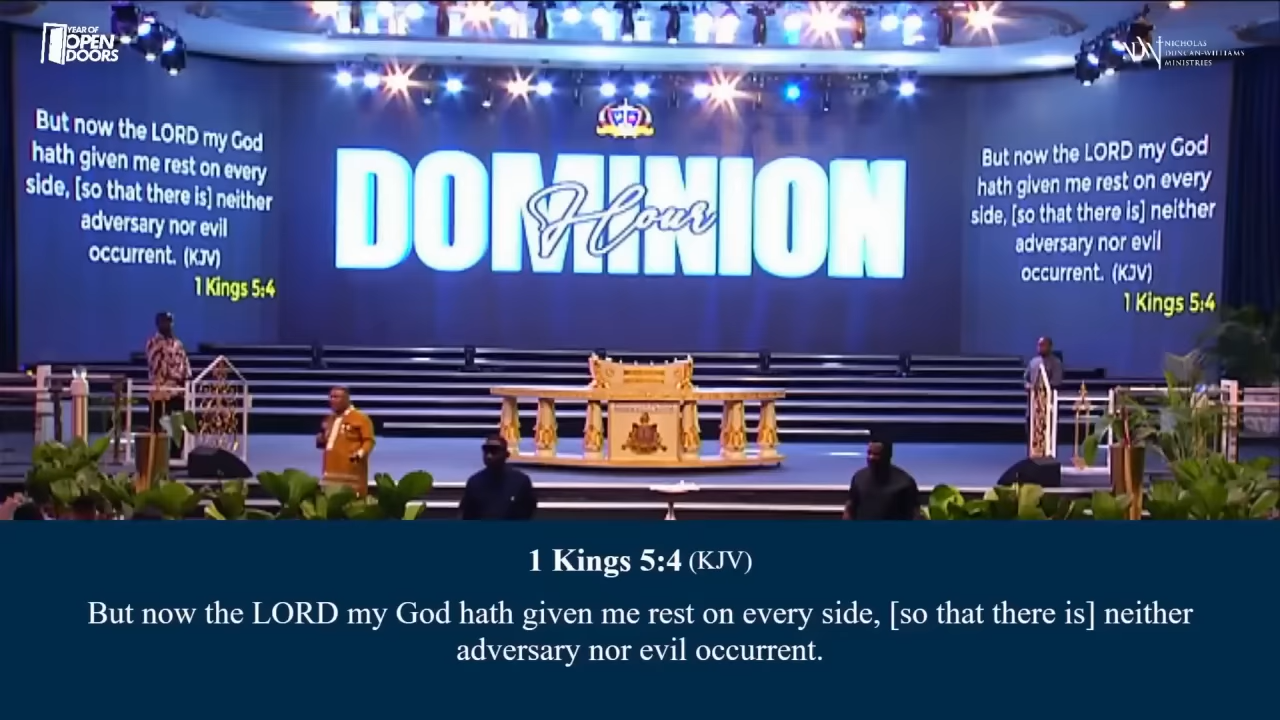 YEAR OF
OPEN
DOORS
NICHOLAS
DUNCAN-WILLIAMS
MINISTRIES
But now the LORD my God
hath given me rest on every
side, [so that there is] neither
adversary nor evil
occurrent. (KJV)
1 Kings 5:4
DOMINION
Hour
But now the LORD my God
hath given me rest on every
side, [so that there is] neither
adversary nor evil
occurrent. (KJV)
1 Kings 5:4
1 Kings 5:4 (KJV)
But now the LORD my God hath given me rest on every side, [so that there is] neither
adversary nor evil occurrent.